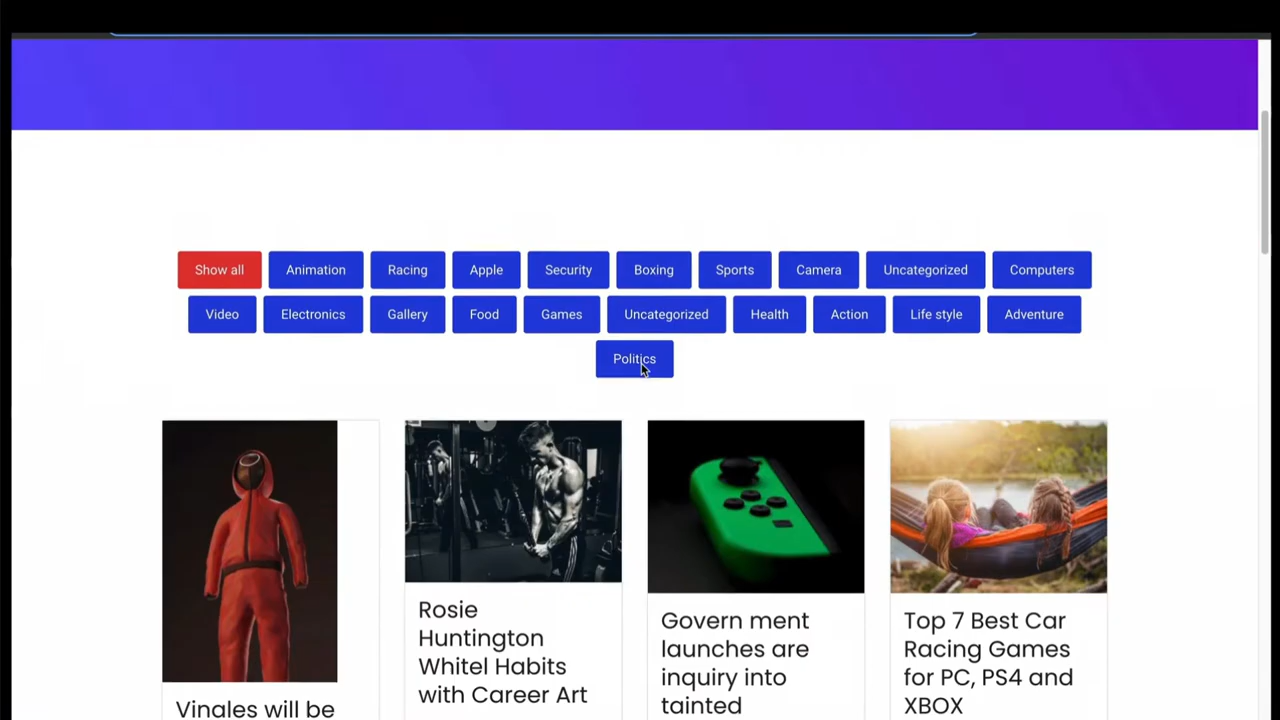 Show all Animation Racing Apple Security Boxing Sports Camera Uncategorized Computers
Video Electronics Gallery Food Games Uncategorized Health Action Life style Adventure
Politics
Vinales will be
Rosie
Huntington
Whitel Habits
with Career Art
Govern ment
launches are
inquiry into
tainted
Top 7 Best Car
Racing Games
for PC, PS4 and
XBOX